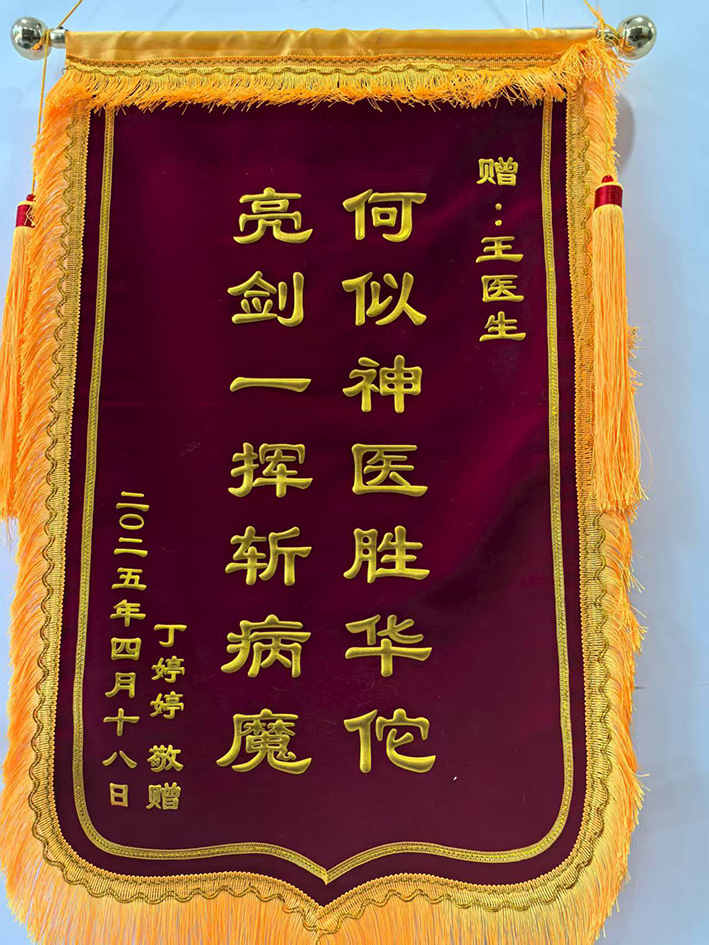 赠：王医生
何似神医胜华佗
亮剑一挥斩病魔
丁婷婷 敬赠
二〇二五年四月十八日